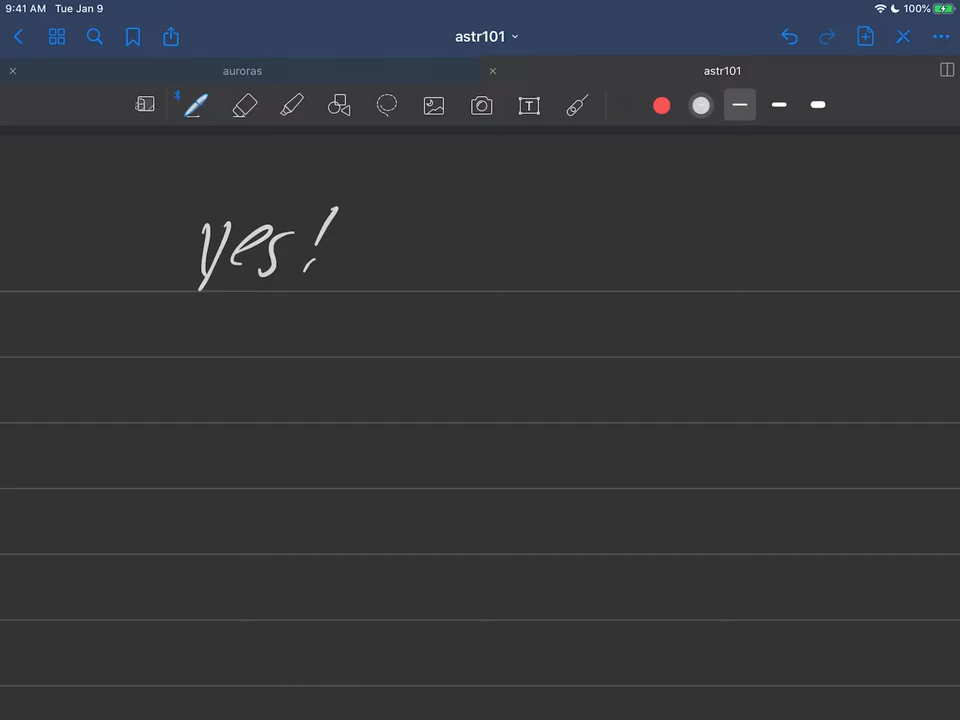 9:41 AM Tue Jan 9 100%
astr101
auroras astr101
T
yes!